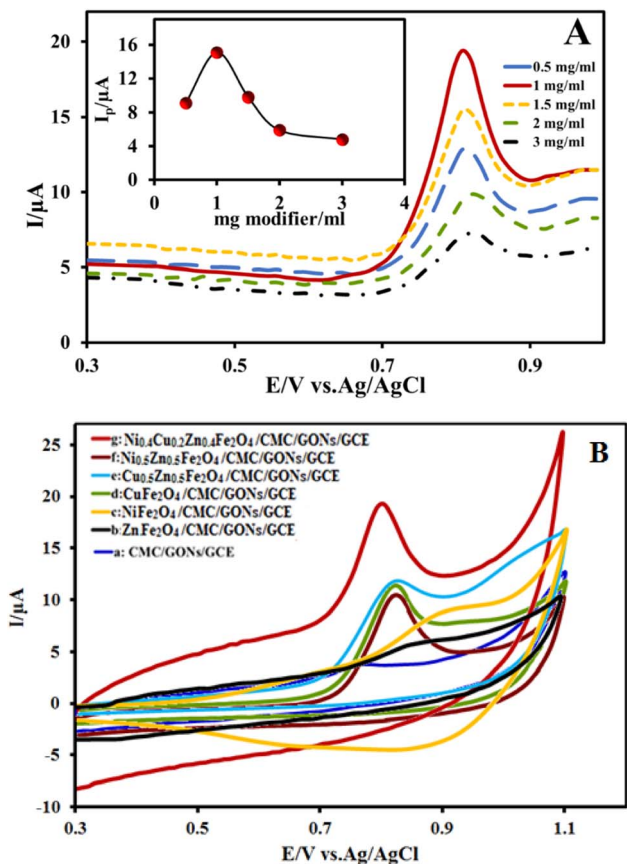 A
20
15
10
5
0
I/µA
0.3
0.5
0.7
0.9
E/V vs.Ag/AgCl
16
12
8
4
0
Ip/µA
0
1
2
3
4
mg modifier/ml
0.5 mg/ml
1 mg/ml
1.5 mg/ml
2 mg/ml
3 mg/ml
B
25
20
15
10
5
0
-5
-10
I/µA
g: Ni0.4Cu0.2Zn0.4Fe2O4 /CMC/GONs/GCE
f: Ni0.5Zn0.5Fe2O4 /CMC/GONs/GCE
e: Cu0.5Zn0.5Fe2O4 /CMC/GONs/GCE
d: CuFe2O4 /CMC/GONs/GCE
c: NiFe2O4 /CMC/GONs/GCE
b: ZnFe2O4 /CMC/GONs/GCE
a: CMC/GONs/GCE
0.3
0.5
0.7
0.9
1.1
E/V vs.Ag/AgCl